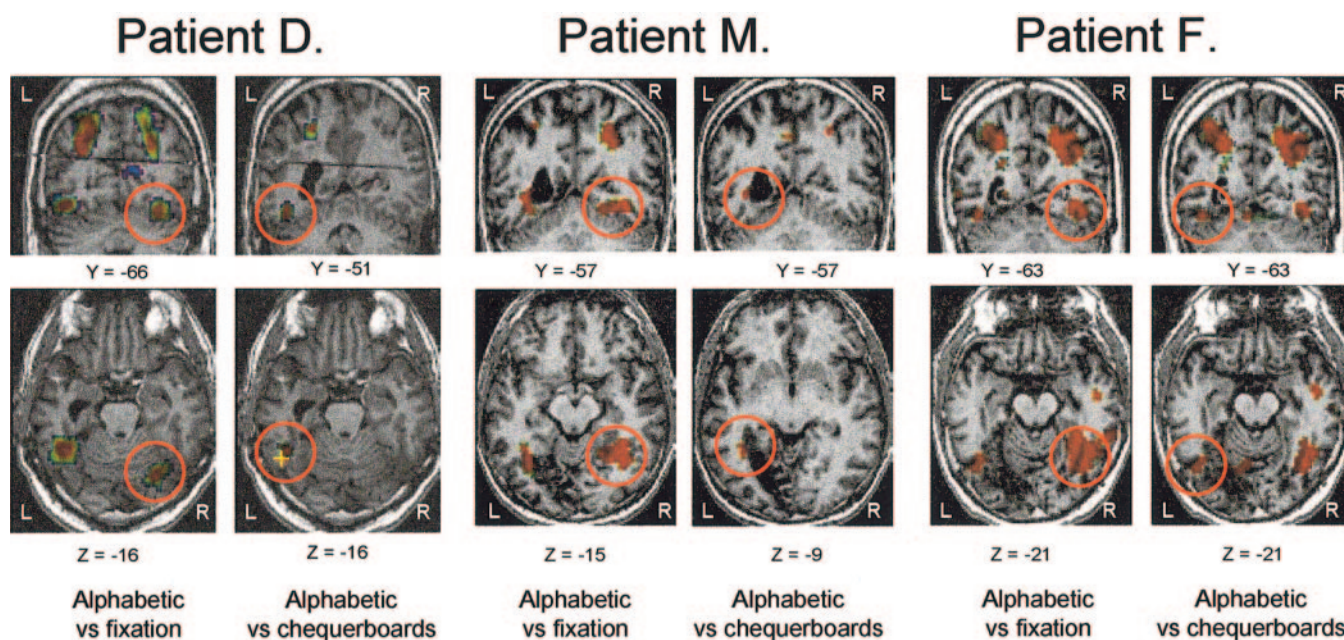 Patient D. Patient M. Patient F.
L R L R L R
Y = -66 Y = -51 Y = -57 Y = -57 Y = -63 Y = -63
L R L R L R L R L R L R
Z = -16 Z = -16 Z = -15 Z = -9 Z = -21 Z = -21
Alphabetic Alphabetic Alphabetic Alphabetic Alphabetic Alphabetic
vs fixation vs chequerboards vs fixation vs chequerboards vs fixation vs chequerboards